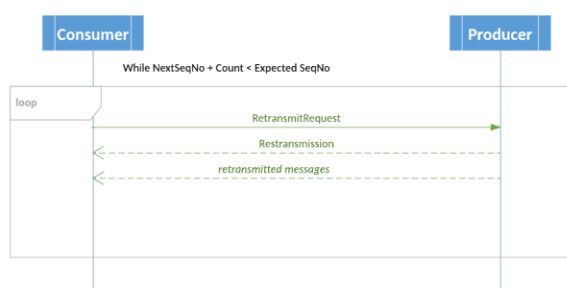 Consumer
Producer
While NextSeqNo + Count < Expected SeqNo
loop
RetransmitRequest
Restransmission
retransmitted messages